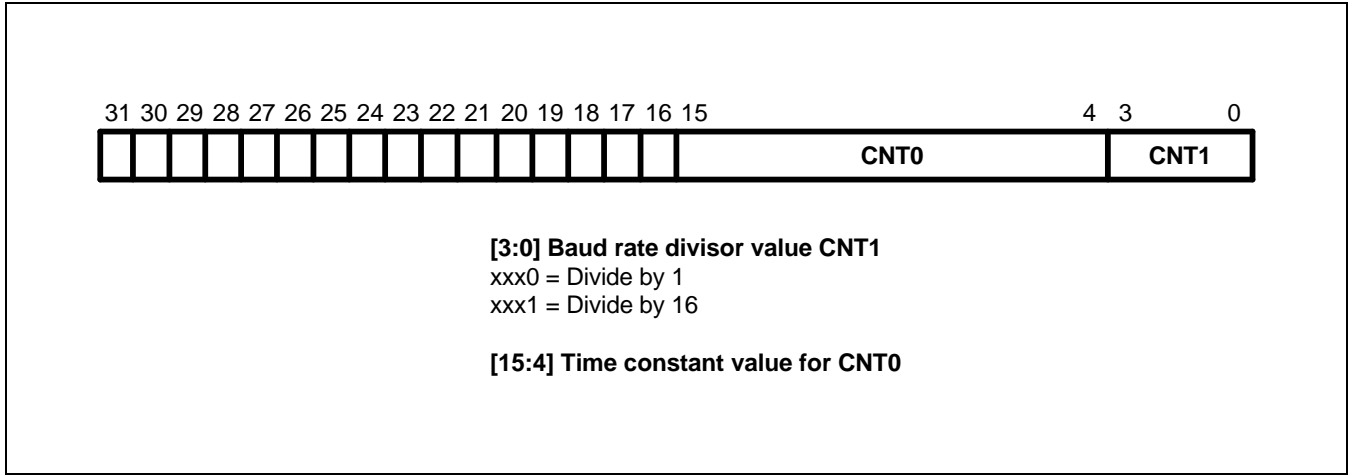 31 30 29 28 27 26 25 24 23 22 21 20 19 18 17 16 15 4 3 0
CNT0 CNT1
[3:0] Baud rate divisor value CNT1
xxx0 = Divide by 1
xxx1 = Divide by 16
[15:4] Time constant value for CNT0